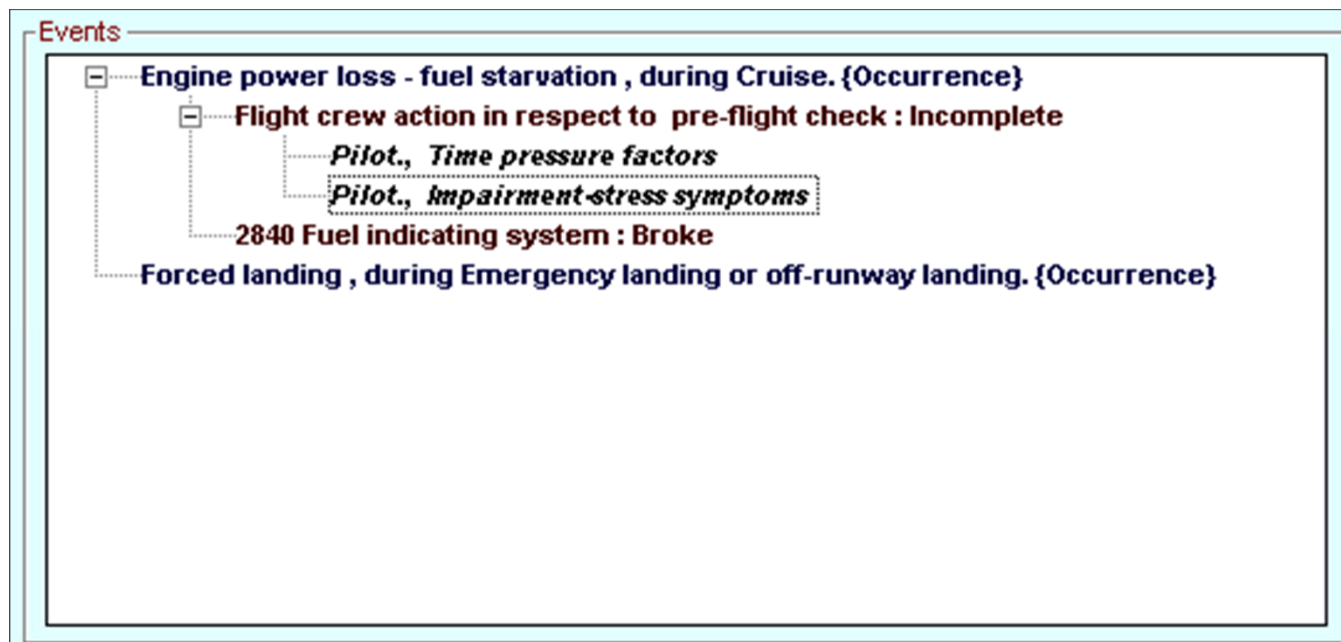 Events
Engine power loss - fuel starvation , during Cruise. {Occurrence}
Flight crew action in respect to  pre-flight check : Incomplete
Pilot.,  Time pressure factors
Pilot.,  Impairment-stress symptoms
2840 Fuel indicating system : Broke
Forced landing , during Emergency landing or off-runway landing. {Occurrence}